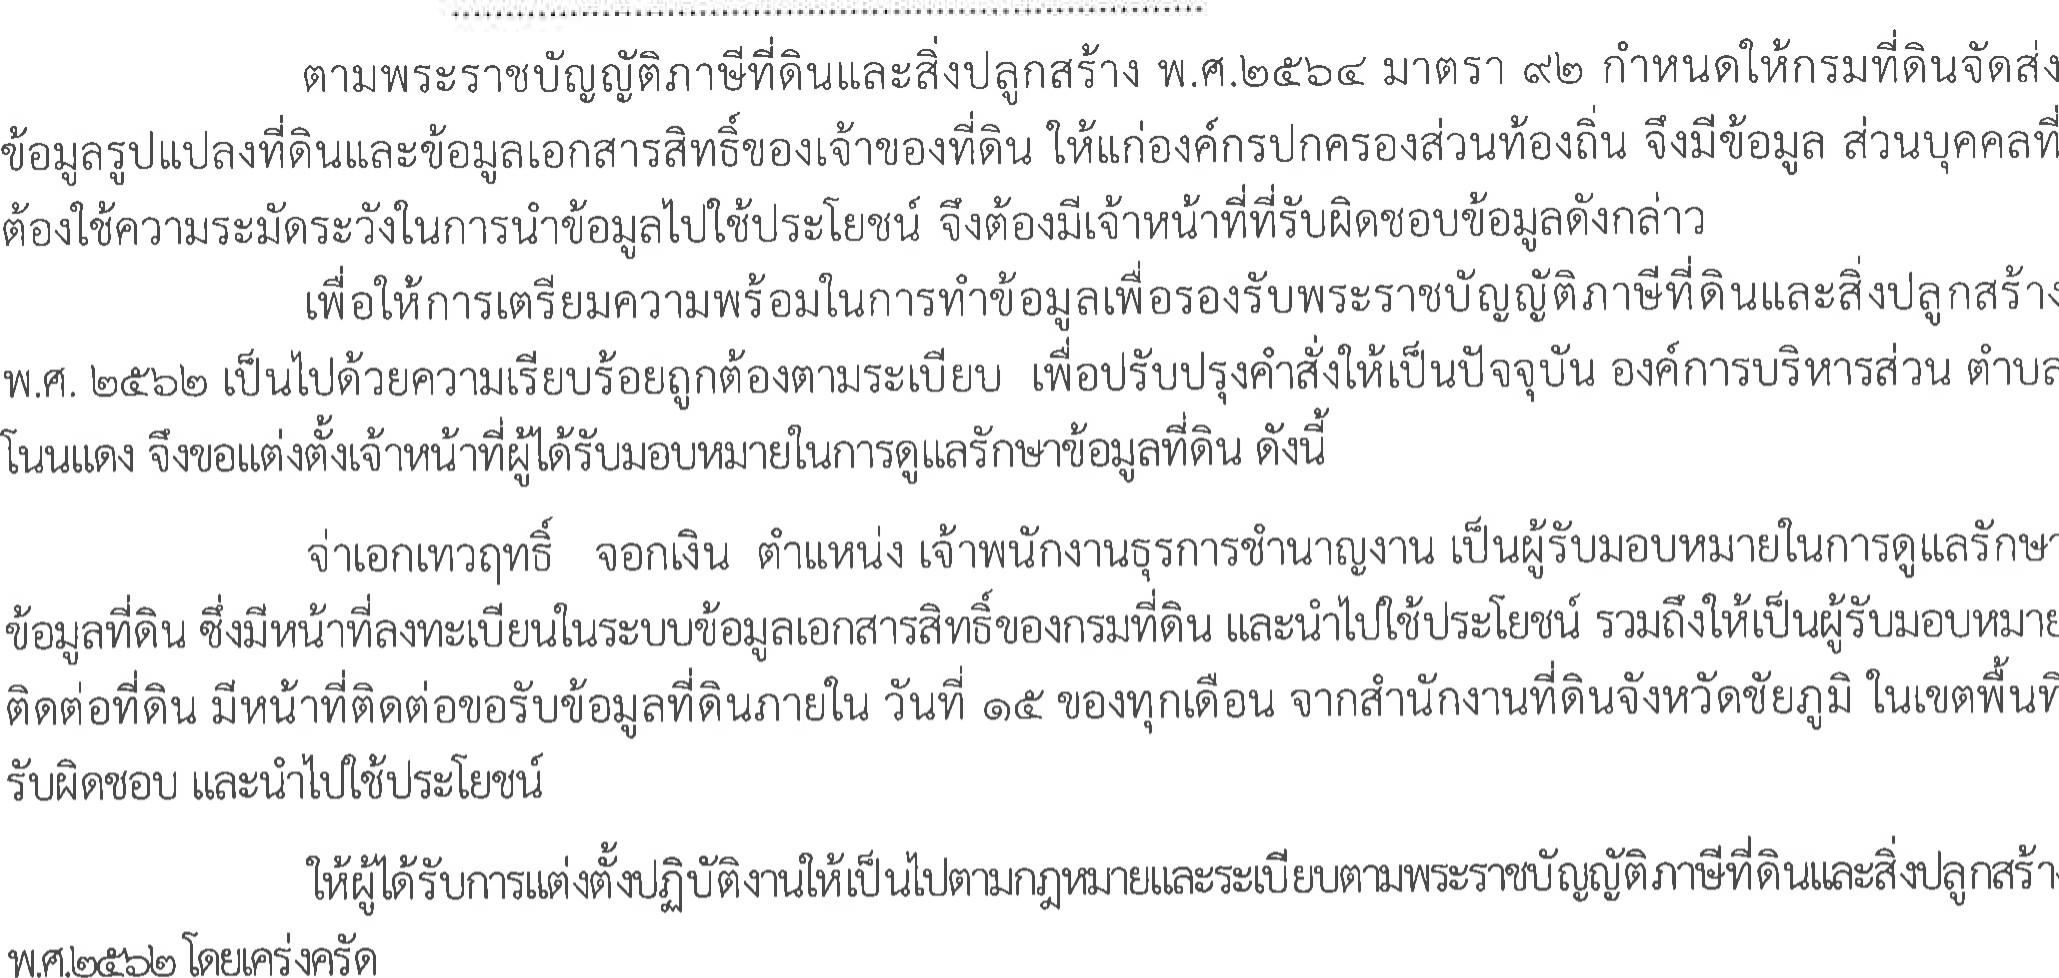 ตามพระราชบัญญัติภาษีที่ดินและสิ่งปลูกสร้าง พ.ศ.๒๕๖๔ มาตรา ๙๒ กำหนดให้กรมที่ดินจัดส่ง
ข้อมูลรูปแปลงที่ดินและข้อมูลเอกสารสิทธิ์ของเจ้าของที่ดิน ให้แก่องค์กรปกครองส่วนท้องถิ่น จึงมีข้อมูล ส่วนบุคคลที่
ต้องใช้ความระมัดระวังในการนำข้อมูลไปใช้ประโยชน์ จึงต้องมีเจ้าหน้าที่ที่รับผิดชอบข้อมูลดังกล่าว
เพื่อให้การเตรียมความพร้อมในการทำข้อมูลเพื่อรองรับพระราชบัญญัติภาษีที่ดินและสิ่งปลูกสร้าง
พ.ศ. ๒๕๖๒ เป็นไปด้วยความเรียบร้อยถูกต้องตามระเบียบ เพื่อปรับปรุงคำสั่งให้เป็นปัจจุบัน องค์การบริหารส่วน ตำบล
โนนแดง จึงขอแต่งตั้งเจ้าหน้าที่ผู้ได้รับมอบหมายในการดูแลรักษาข้อมูลที่ดิน ดังนี้
จ่าเอกเทวฤทธิ์ จอกเงิน ตำแหน่ง เจ้าพนักงานธุรการชำนาญงาน เป็นผู้รับมอบหมายในการดูแลรักษา
ข้อมูลที่ดิน ซึ่งมีหน้าที่ลงทะเบียนในระบบข้อมูลเอกสารสิทธิ์ของกรมที่ดิน และนำไปใช้ประโยชน์ รวมถึงให้เป็นผู้รับมอบหมาย
ติดต่อที่ดิน มีหน้าที่ติดต่อขอรับข้อมูลที่ดินภายใน วันที่ ๑๕ ของทุกเดือน จากสำนักงานที่ดินจังหวัดชัยภูมิ ในเขตพื้นที่
รับผิดชอบ และนำไปใช้ประโยชน์
ให้ผู้ได้รับการแต่งตั้งปฏิบัติงานให้เป็นไปตามกฎหมายและระเบียบตามพระราชบัญญัติภาษีที่ดินและสิ่งปลูกสร้าง
พ.ศ.๒๕๖๒ โดยเคร่งครัด